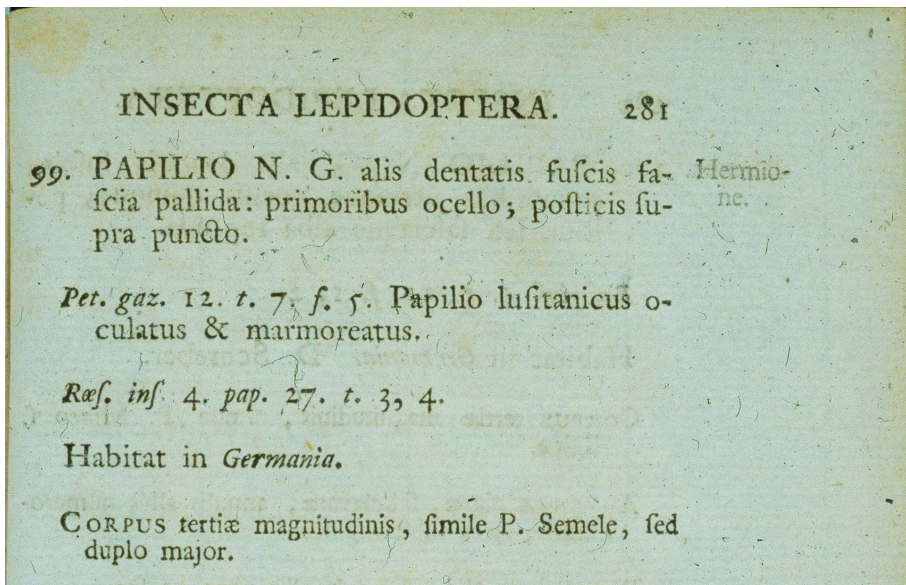 INSECTA LEPIDOPTERA. 281
99. PAPILIO N. G. alis dentatis fuſcis fa- Hermio-
ſcia pallida: primoribus ocello; poſticis ſu- ne.
pra puncto.
Pet. gaz. 12. t. 7. f. 5. Papilio luſitanicus o-
culatus & marmoreatus.
Rœſ. inſ. 4. pap. 27. t. 3, 4.
Habitat in Germania.
CORPUS tertiæ magnitudinis, ſimile P. Semele, ſed
duplo major.